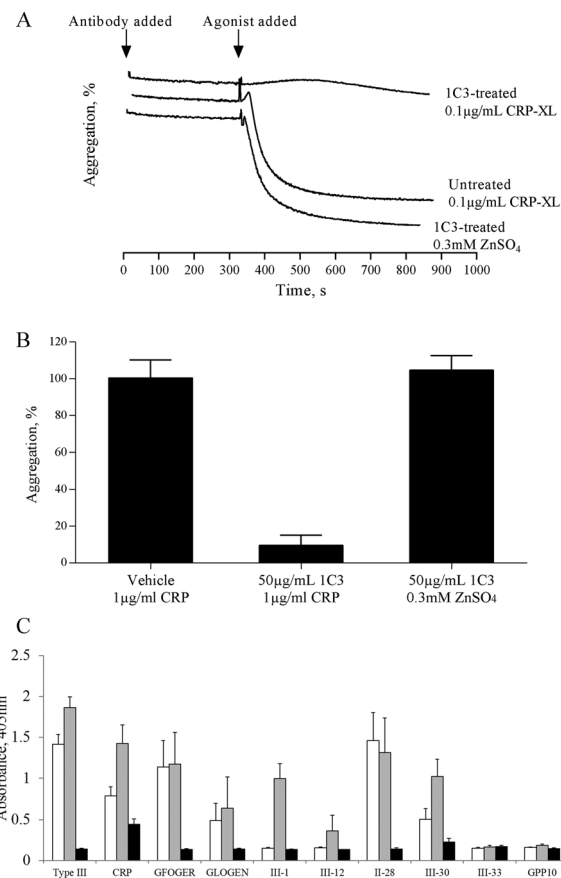 A
Antibody added
Agonist added
Aggregation, %
1C3-treated
0.1µg/mL CRP-XL
Untreated
0.1µg/mL CRP-XL
1C3-treated
0.3mM ZnSO4
0 100 200 300 400 500 600 700 800 900 1000
Time, s
B
Aggregation, %
120
100
80
60
40
20
0
Vehicle
1µg/ml CRP
50µg/mL 1C3
1µg/ml CRP
50µg/mL 1C3
0.3mM ZnSO4
C
Absorbance, 405nm
2.5
2
1.5
1
0.5
0
Type III CRP GFOGER GLOGEN III-1 III-12 II-28 III-30 III-33 GPP10